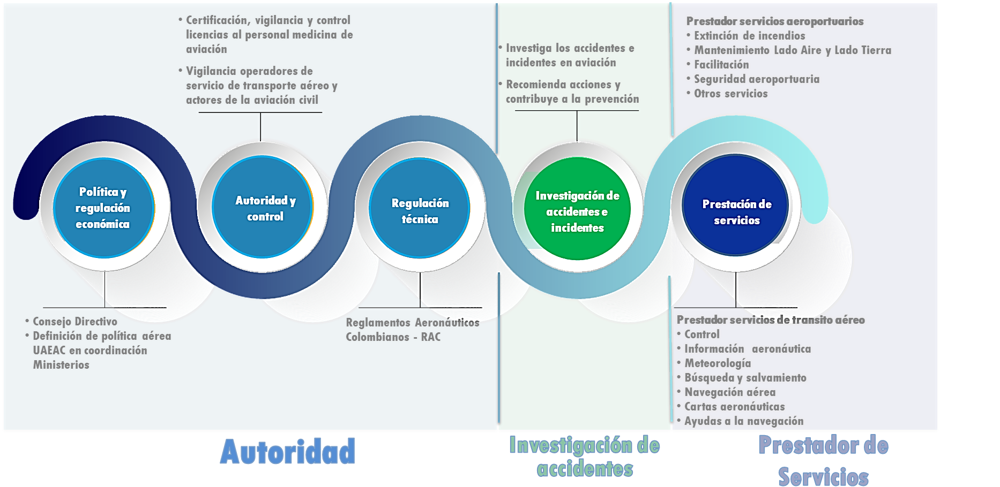 • Certificación, vigilancia y control
licencias al personal medicina de
aviación
• Vigilancia operadores de
servicio de transporte aéreo y
actores de la aviación civil
• Investiga los accidentes e
incidentes en aviación
• Recomienda acciones y
contribuye a la prevención
Prestador servicios aeroportuarios
• Extinción de incendios
• Mantenimiento Lado Aire y Lado Tierra
• Facilitación
• Seguridad aeroportuaria
• Otros servicios
Política y
regulación
económica
Autoridad y
control
Regulación
técnica
Investigación de
accidentes e
incidentes
Prestación de
servicios
• Consejo Directivo
• Definición de política aérea
UAEAC en coordinación
Ministerios
Reglamentos Aeronáuticos
Colombianos - RAC
Prestador servicios de transito aéreo
• Control
• Información aeronáutica
• Meteorología
• Búsqueda y salvamiento
• Navegación aérea
• Cartas aeronáuticas
• Ayudas a la navegación
Autoridad
Investigación de
accidentes
Prestador de
Servicios